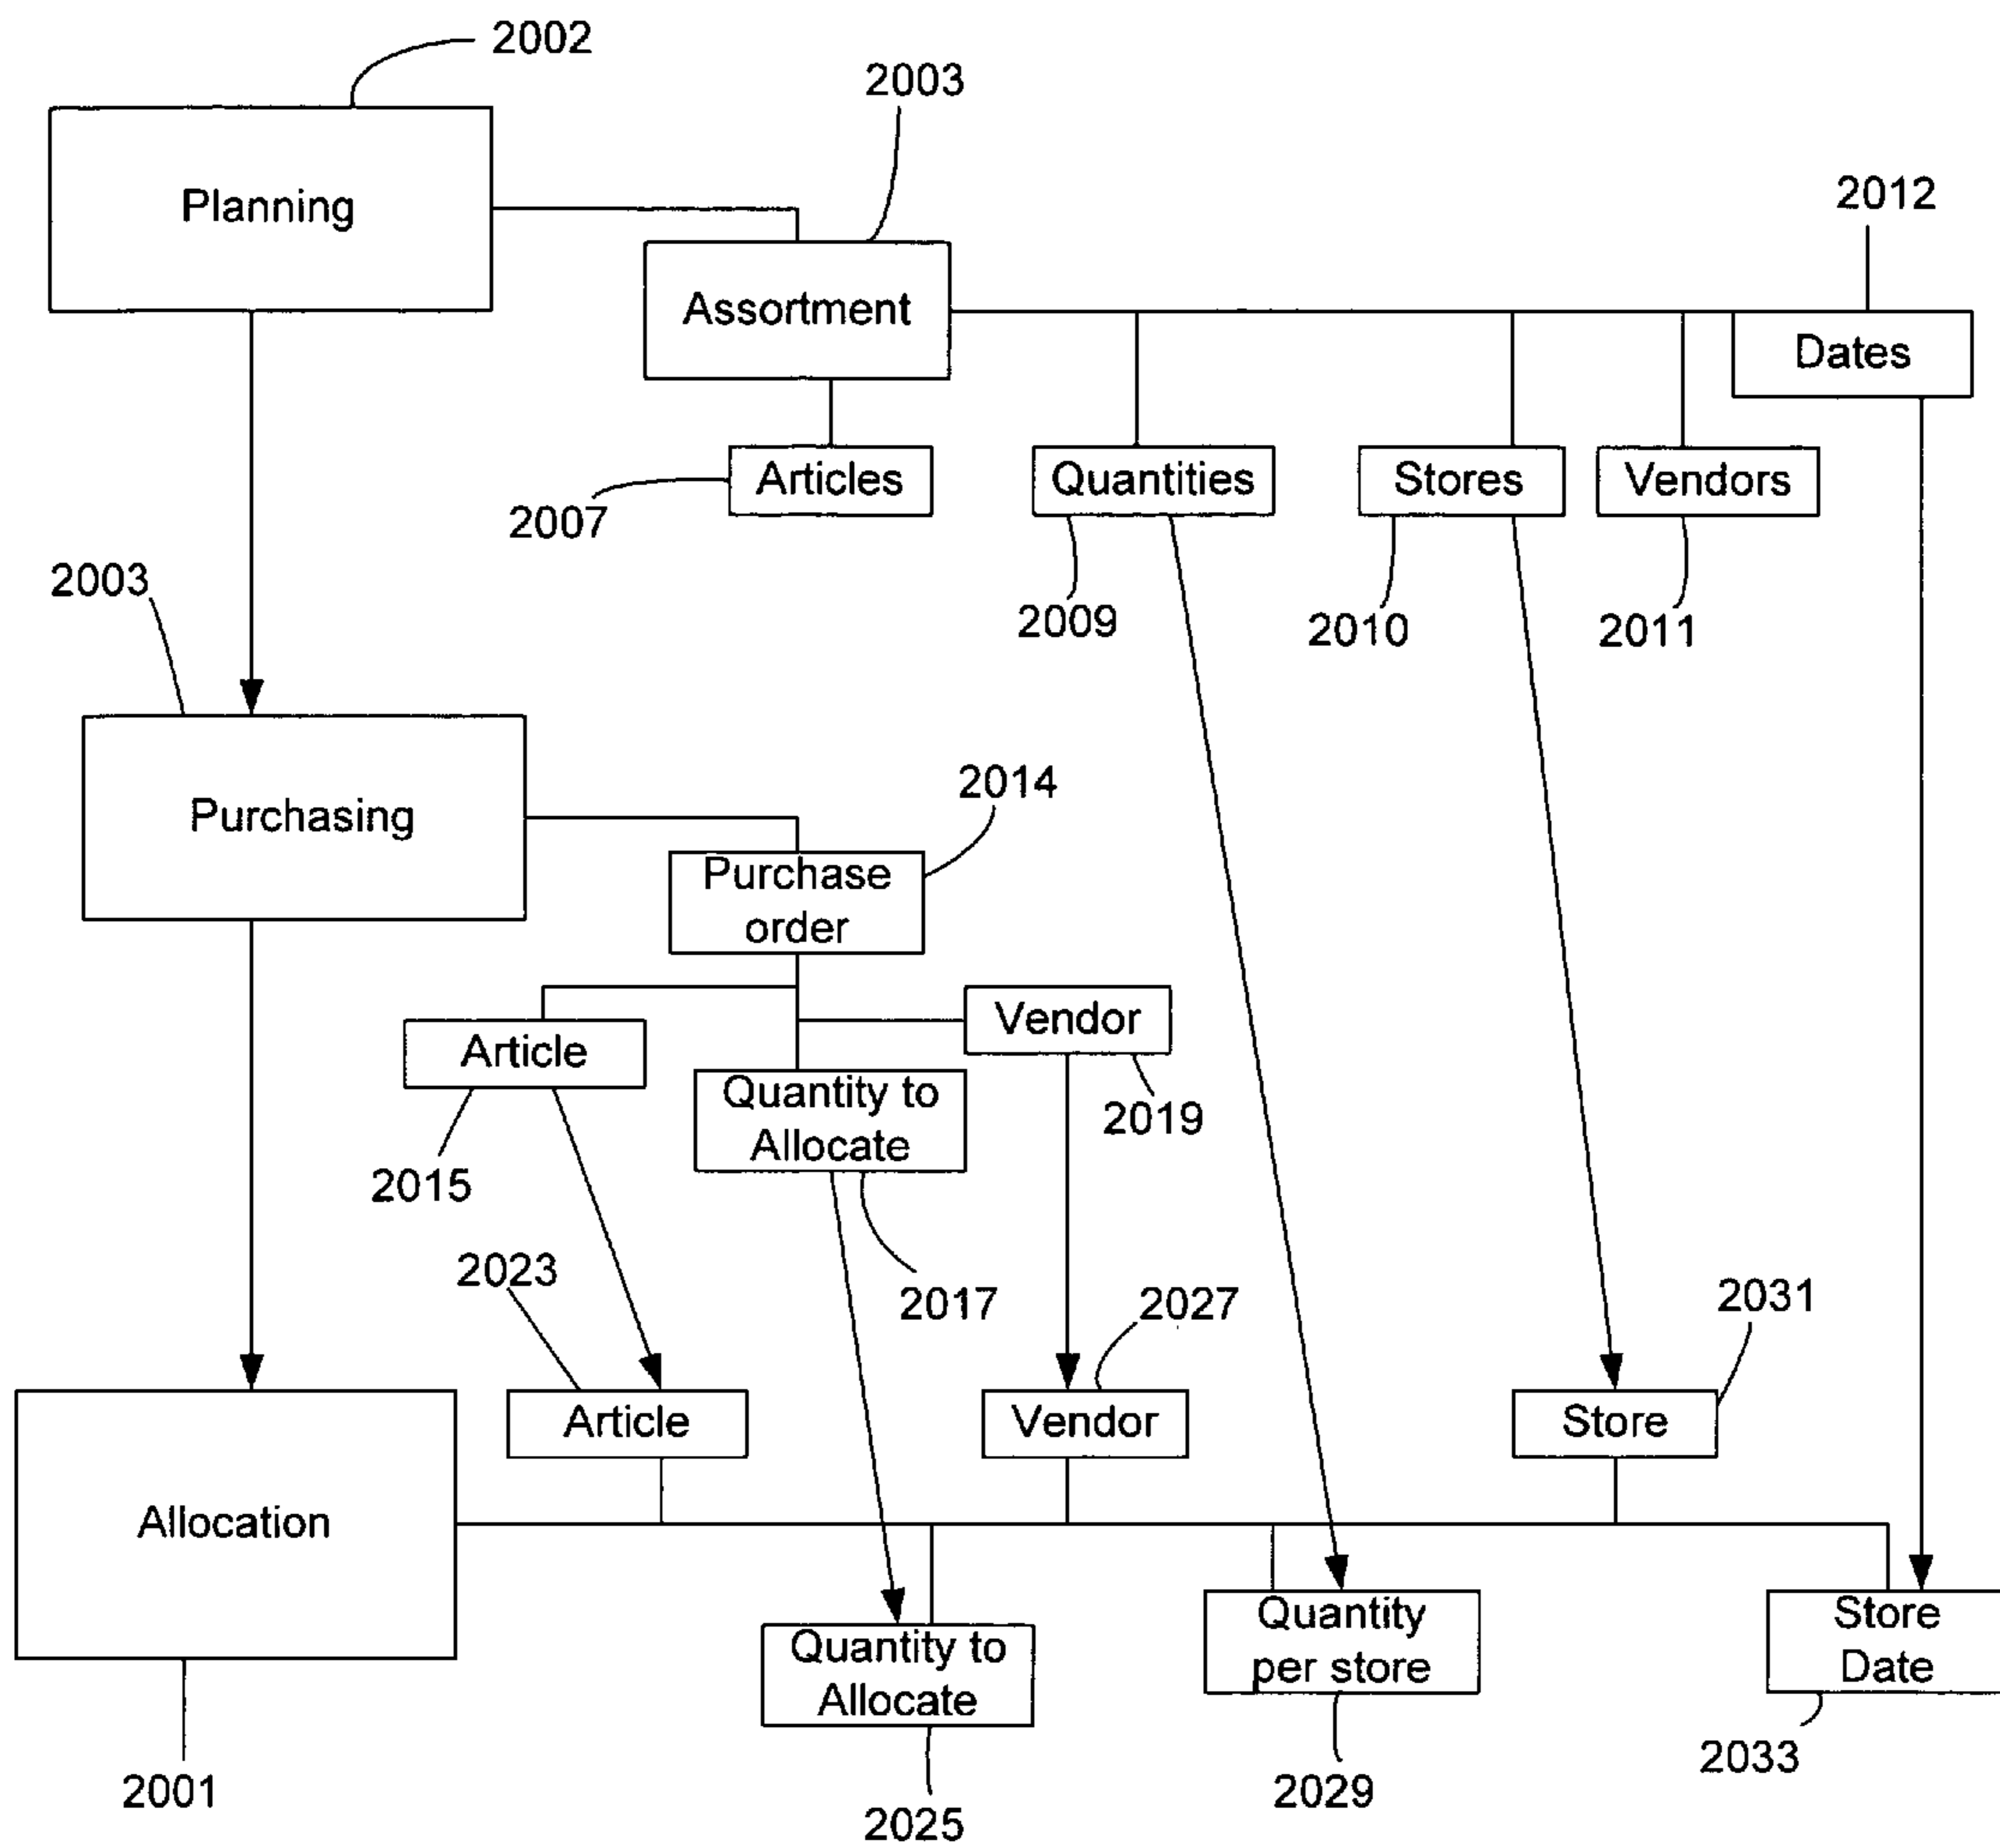 2002
2003
2012
Planning
Assortment
Dates
Articles
Quantities
Stores
Vendors
2007
2003
2009
2010
2011
2014
Purchasing
Purchase
order
Vendor
Article
Quantity to
Allocate
2019
2015
2023
2017
2027
2031
Article
Vendor
Store
Allocation
Quantity
per store
Store
Date
Quantity to
Allocate
2033
2001
2029
2025